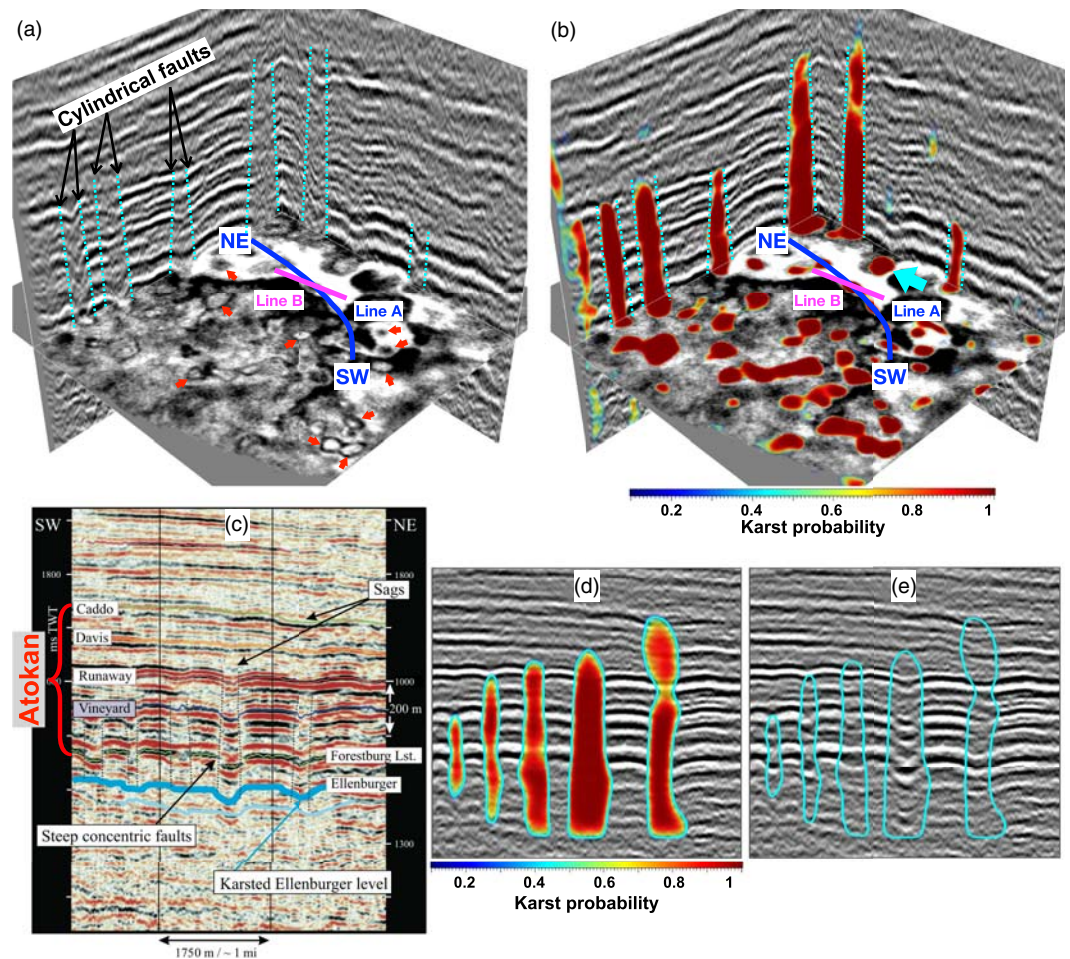 (a)
Cylindrical faults
NE
Line B
Line A
SW
(b)
NE
Line B
Line A
SW
0.2 0.4 0.6 0.8 1
Karst probability
SW
(c)
NE
1800
1800
Sags
Caddo
ms TWT
Davis
Atokan
Runaway
1000
Vineyard
200 m
Forestburg Lst.
Ellenburger
Steep concentric faults
1300
Karsted Ellenburger level
1750 m / ~ 1 mi
(d)
0.2 0.4 0.6 0.8 1
Karst probability
(e)